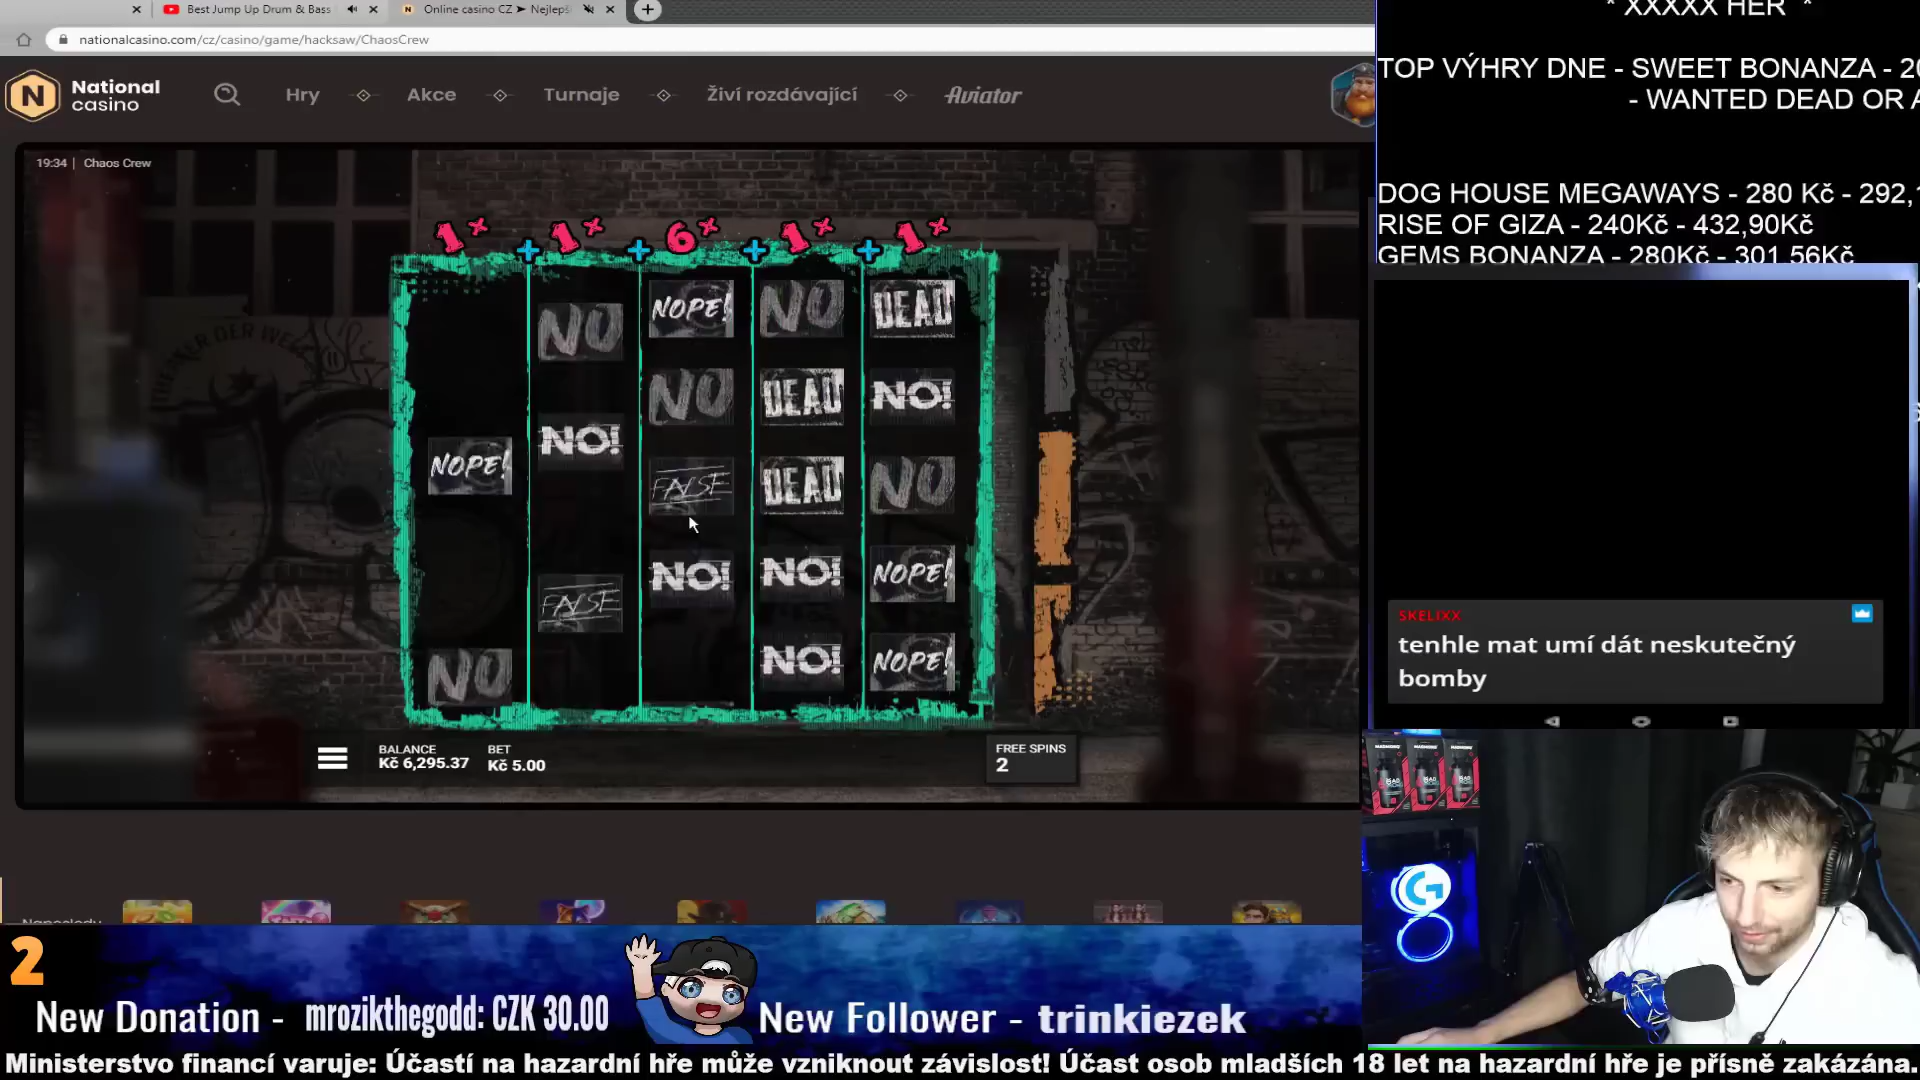 Best Jump Up Drum & Bass
Online casino CZ ➤ Nejlepš
nationalcasino.com/cz/casino/game/hacksaw/ChaosCrew
N National casino
Hry
Akce
Turnaje
Živí rozdávající
Aviator
19:34 | Chaos Crew
1x + 1x + 6x + 1x + 1x
NO NOPE! NO DEAD
NO DEAD NO!
NOPE! NO! FALSE DEAD NO
FALSE NO! NO! NOPE!
NO NO! NOPE!
BALANCE
Kč 6,295.37
BET
Kč 5.00
FREE SPINS
2
* XXXXX HER *
TOP VÝHRY DNE - SWEET BONANZA - 20
- WANTED DEAD OR A
DOG HOUSE MEGAWAYS - 280 Kč - 292,
RISE OF GIZA - 240Kč - 432,90Kč
GEMS BONANZA - 280Kč - 301.56Kč
SKELIXX
tenhle mat umí dát neskutečný
bomby
2
New Donation - mrozikthegodd: CZK 30.00
New Follower - trinkiezek
Ministerstvo financí varuje: Účastí na hazardní hře může vzniknout závislost! Účast osob mladších 18 let na hazardní hře je přísně zakázána.